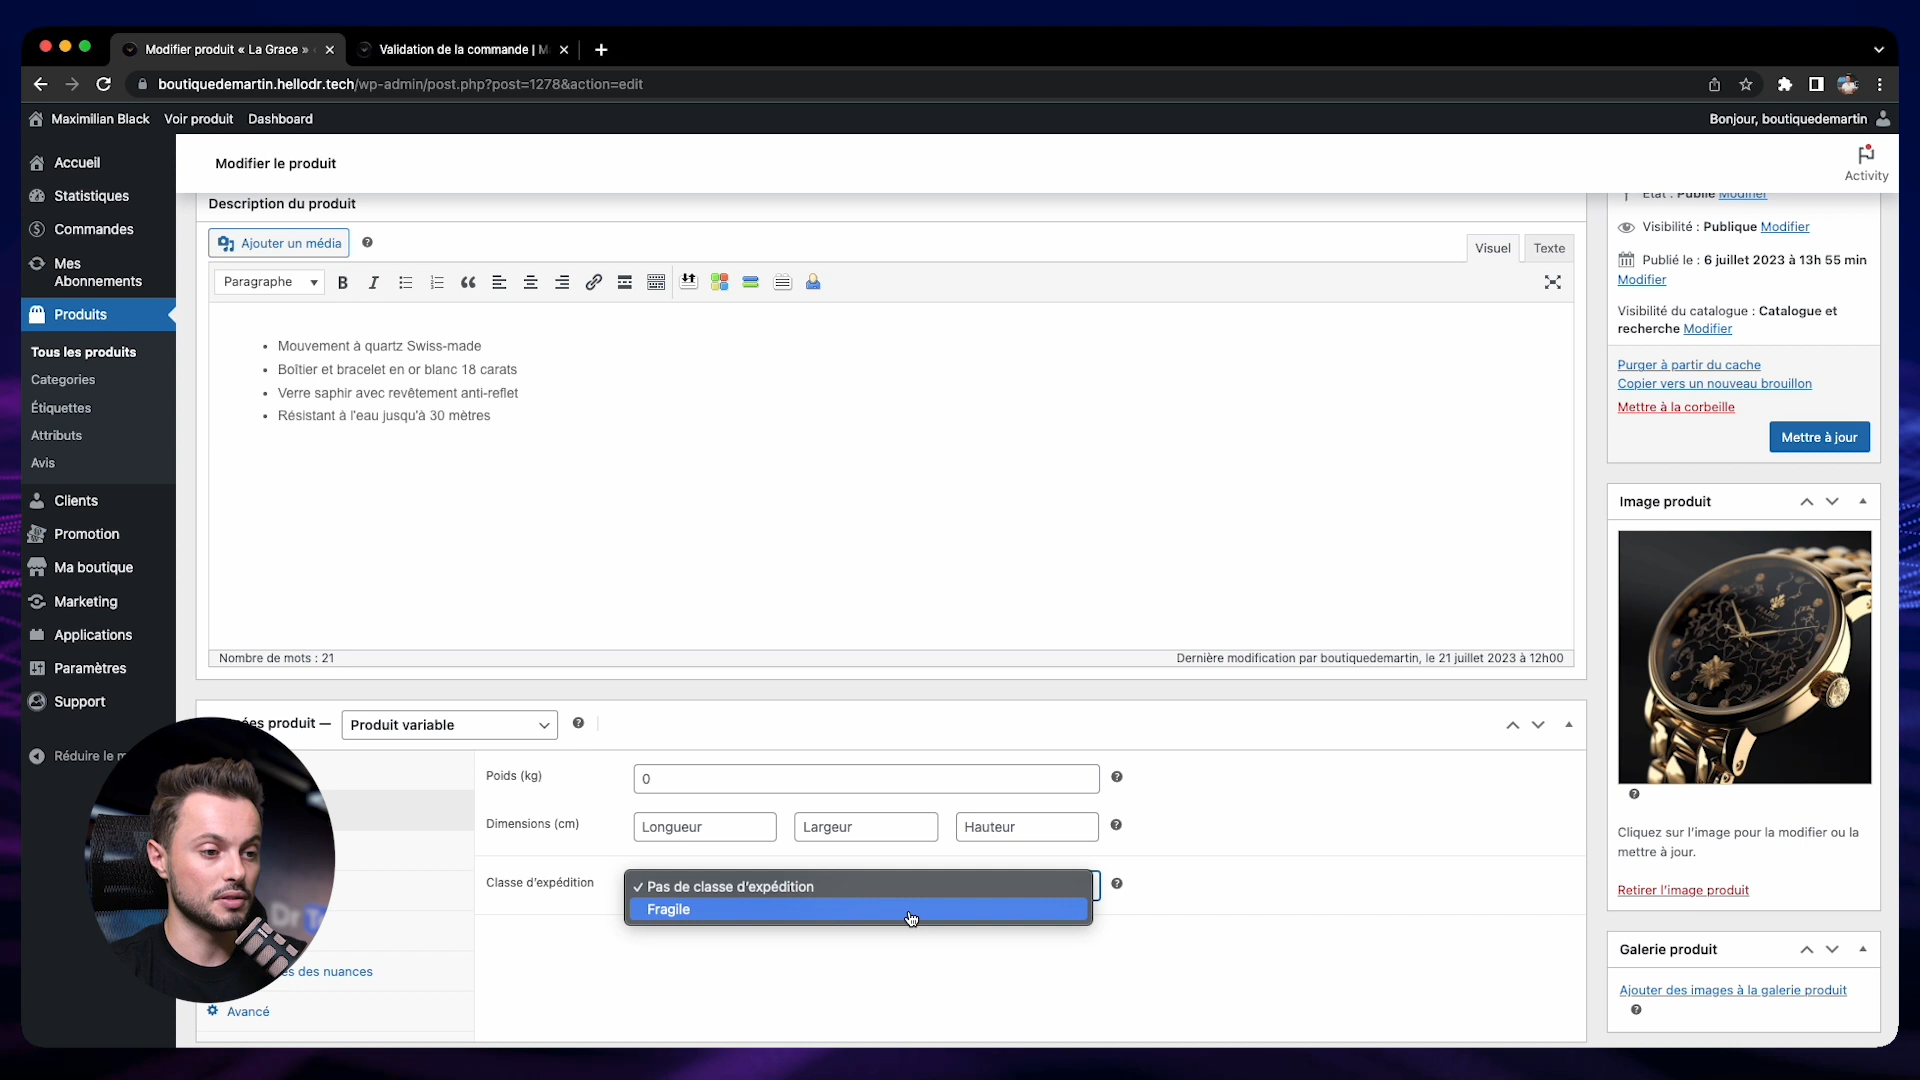 Modifier produit « La Grace »
Validation de la commande | M
boutiquedemartin.hellodr.tech/wp-admin/post.php?post=1278&action=edit
Maximilian Black
Voir produit
Dashboard
Bonjour, boutiquedemartin
Accueil
Statistiques
Commandes
Mes
Abonnements
Produits
Tous les produits
Categories
Étiquettes
Attributs
Avis
Clients
Promotion
Ma boutique
Marketing
Applications
Paramètres
Support
Réduire le m
Modifier le produit
Activity
Description du produit
Ajouter un média
Visuel
Texte
Paragraphe
Mouvement à quartz Swiss-made
Boîtier et bracelet en or blanc 18 carats
Verre saphir avec revêtement anti-reflet
Résistant à l'eau jusqu'à 30 mètres
Nombre de mots : 21
Dernière modification par boutiquedemartin, le 21 juillet 2023 à 12h00
ées produit —
Produit variable
Poids (kg)
0
Dimensions (cm)
Longueur
Largeur
Hauteur
Classe d'expédition
✓ Pas de classe d'expédition
Fragile
es des nuances
Avancé
État : Publié Modifier
Visibilité : Publique Modifier
Publié le : 6 juillet 2023 à 13h 55 min
Modifier
Visibilité du catalogue : Catalogue et
recherche Modifier
Purger à partir du cache
Copier vers un nouveau brouillon
Mettre à la corbeille
Mettre à jour
Image produit
Cliquez sur l'image pour la modifier ou la
mettre à jour.
Retirer l'image produit
Galerie produit
Ajouter des images à la galerie produit